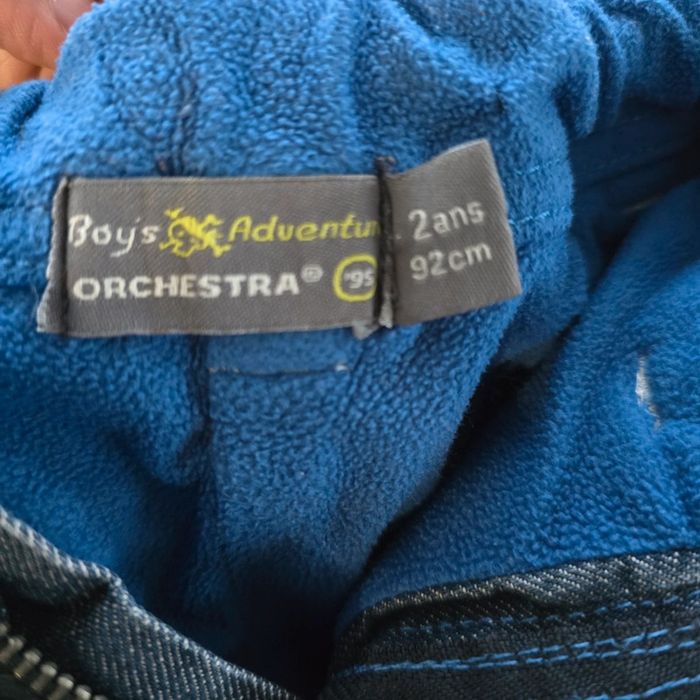 Boy's Adventur
ORCHESTRA® '95
2ans
92cm